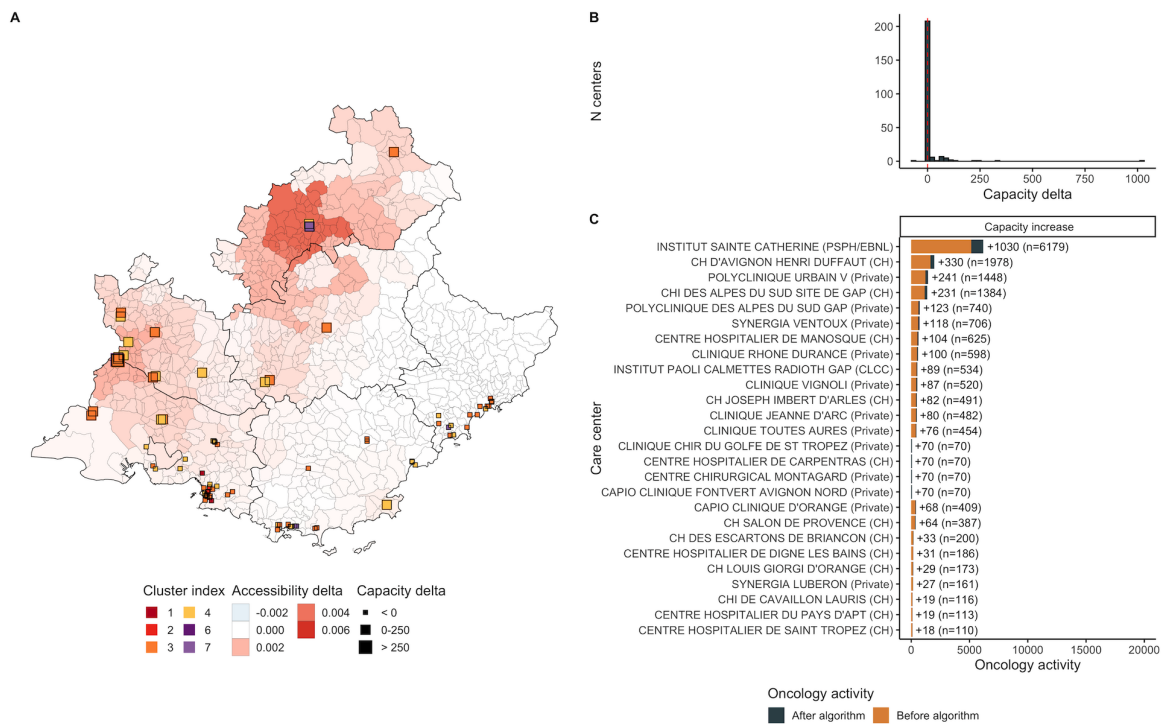 A
B
N centers
200
150
100
50
0
0
250
500
750
1000
Capacity delta
C
Capacity increase
Care center
INSTITUT SAINTE CATHERINE (PSPH/EBNL) +1030 (n=6179)
CH D'AVIGNON HENRI DUFFAUT (CH) +330 (n=1978)
POLYCLINIQUE URBAIN V (Private) +241 (n=1448)
CHI DES ALPES DU SUD SITE DE GAP (CH) +231 (n=1384)
POLYCLINIQUE DES ALPES DU SUD GAP (Private) +123 (n=740)
SYNERGIA VENTOUX (Private) +118 (n=706)
CENTRE HOSPITALIER DE MANOSQUE (CH) +104 (n=625)
CLINIQUE RHONE DURANCE (Private) +100 (n=598)
INSTITUT PAOLI CALMETTES RADIOTH GAP (CLCC) +89 (n=534)
CLINIQUE VIGNOLI (Private) +87 (n=520)
CH JOSEPH IMBERT D'ARLES (CH) +82 (n=491)
CLINIQUE JEANNE D'ARC (Private) +80 (n=482)
CLINIQUE TOUTES AURES (Private) +76 (n=454)
CLINIQUE CHIR DU GOLFE DE ST TROPEZ (Private) +70 (n=70)
CENTRE HOSPITALIER DE CARPENTRAS (CH) +70 (n=70)
CENTRE CHIRURGICAL MONTAGARD (Private) +70 (n=70)
CAPIO CLINIQUE FONTVERT AVIGNON NORD (Private) +70 (n=70)
CAPIO CLINIQUE D'ORANGE (Private) +68 (n=409)
CH SALON DE PROVENCE (CH) +64 (n=387)
CH DES ESCARTONS DE BRIANCON (CH) +33 (n=200)
CENTRE HOSPITALIER DE DIGNE LES BAINS (CH) +31 (n=186)
CH LOUIS GIORGI D'ORANGE (CH) +29 (n=173)
SYNERGIA LUBERON (Private) +27 (n=161)
CHI DE CAVAILLON LAURIS (CH) +19 (n=116)
CENTRE HOSPITALIER DU PAYS D'APT (CH) +19 (n=113)
CENTRE HOSPITALIER DE SAINT TROPEZ (CH) +18 (n=110)
0
5000
10000
15000
20000
Oncology activity
Oncology activity
After algorithm
Before algorithm
Cluster index
1
2
3
4
6
7
Accessibility delta
-0.002
0.000
0.002
0.004
0.006
Capacity delta
< 0
0-250
> 250